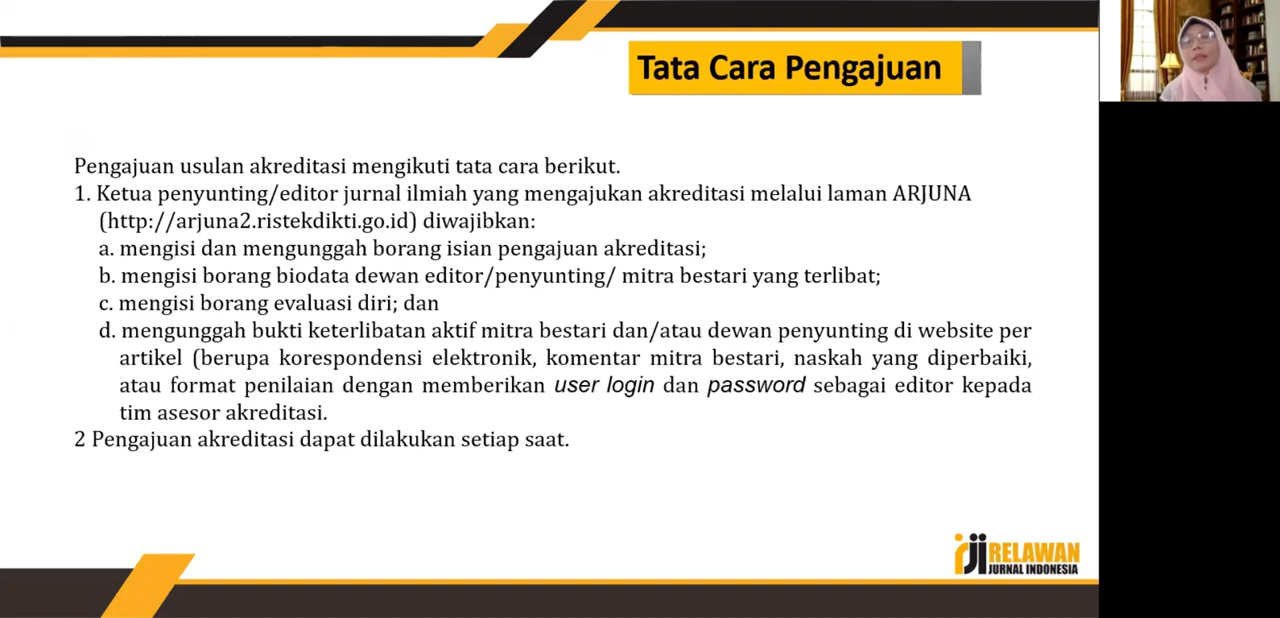 Tata Cara Pengajuan
Pengajuan usulan akreditasi mengikuti tata cara berikut.
1. Ketua penyunting/editor jurnal ilmiah yang mengajukan akreditasi melalui laman ARJUNA
(http://arjuna2.ristekdikti.go.id) diwajibkan:
a. mengisi dan mengunggah borang isian pengajuan akreditasi;
b. mengisi borang biodata dewan editor/penyunting/ mitra bestari yang terlibat;
c. mengisi borang evaluasi diri; dan
d. mengunggah bukti keterlibatan aktif mitra bestari dan/atau dewan penyunting di website per
artikel (berupa korespondensi elektronik, komentar mitra bestari, naskah yang diperbaiki,
atau format penilaian dengan memberikan user login dan password sebagai editor kepada
tim asesor akreditasi.
2 Pengajuan akreditasi dapat dilakukan setiap saat.
rji RELAWAN
JURNAL INDONESIA